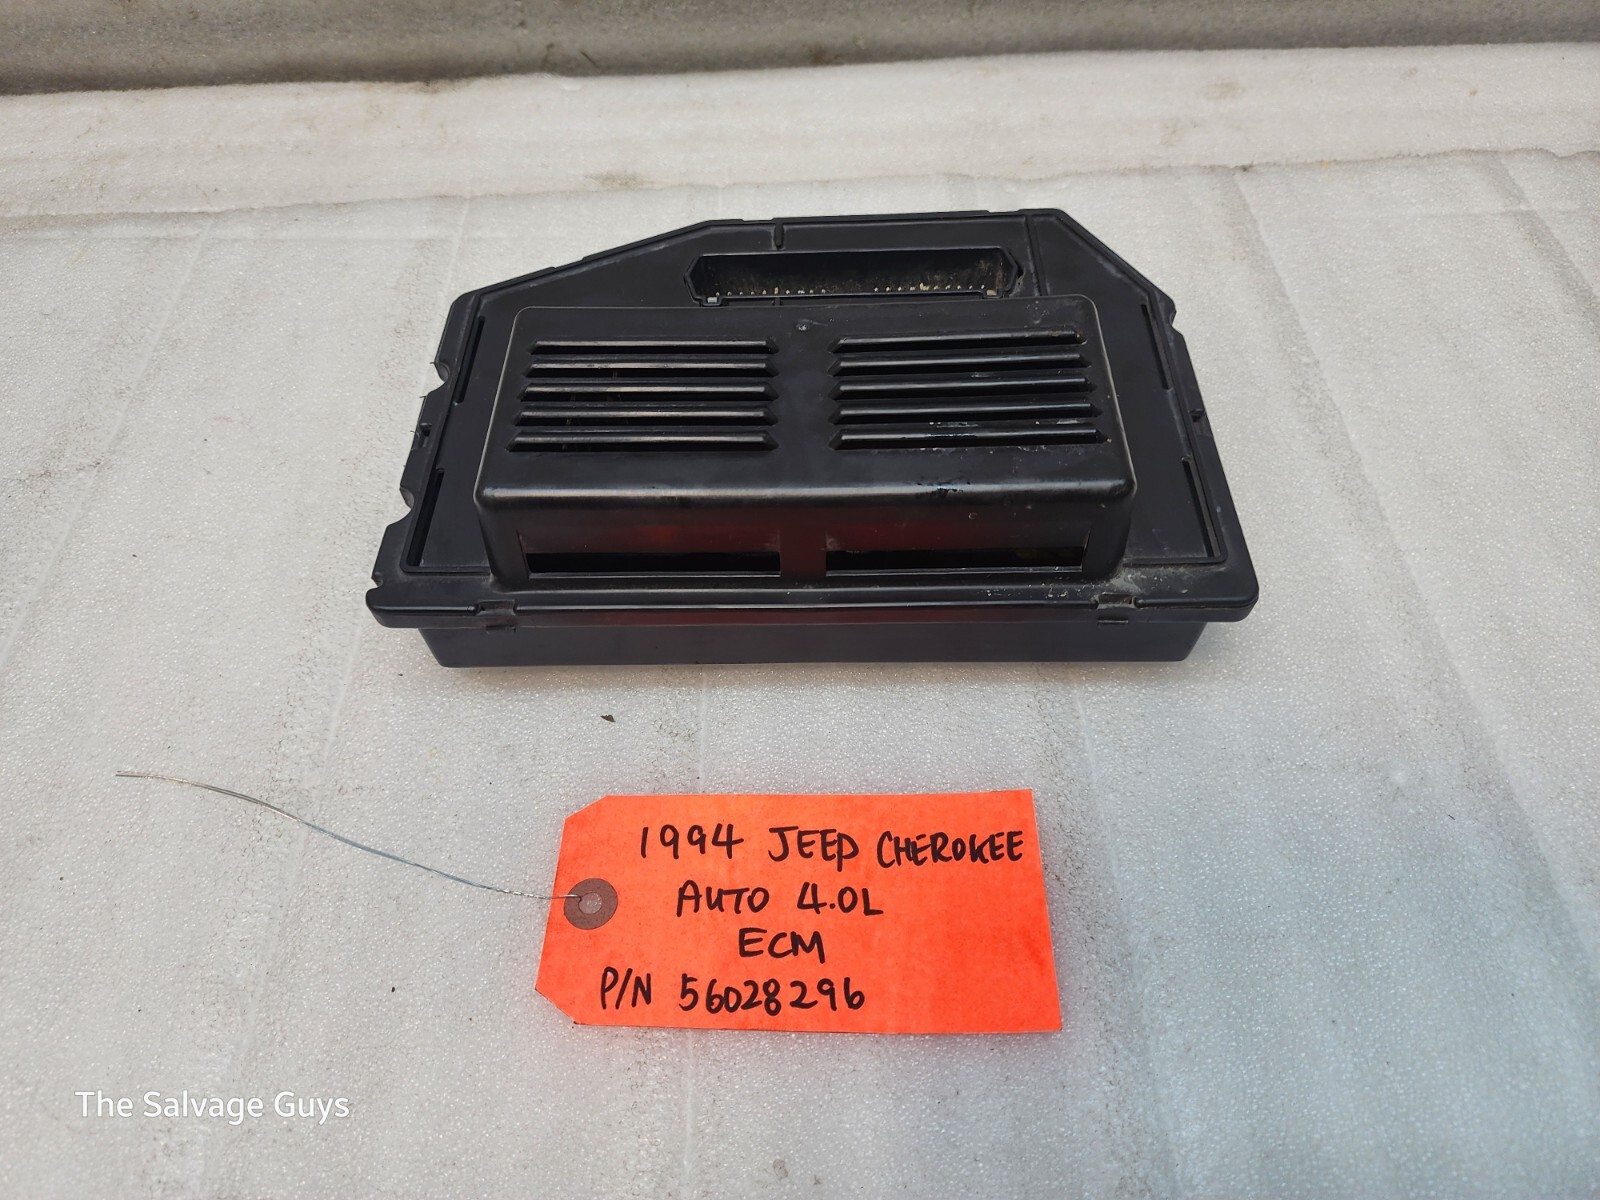 1994 JEEP CHEROKEE
AUTO 4.0L
ECM
P/N 56028296
The Salvage Guys